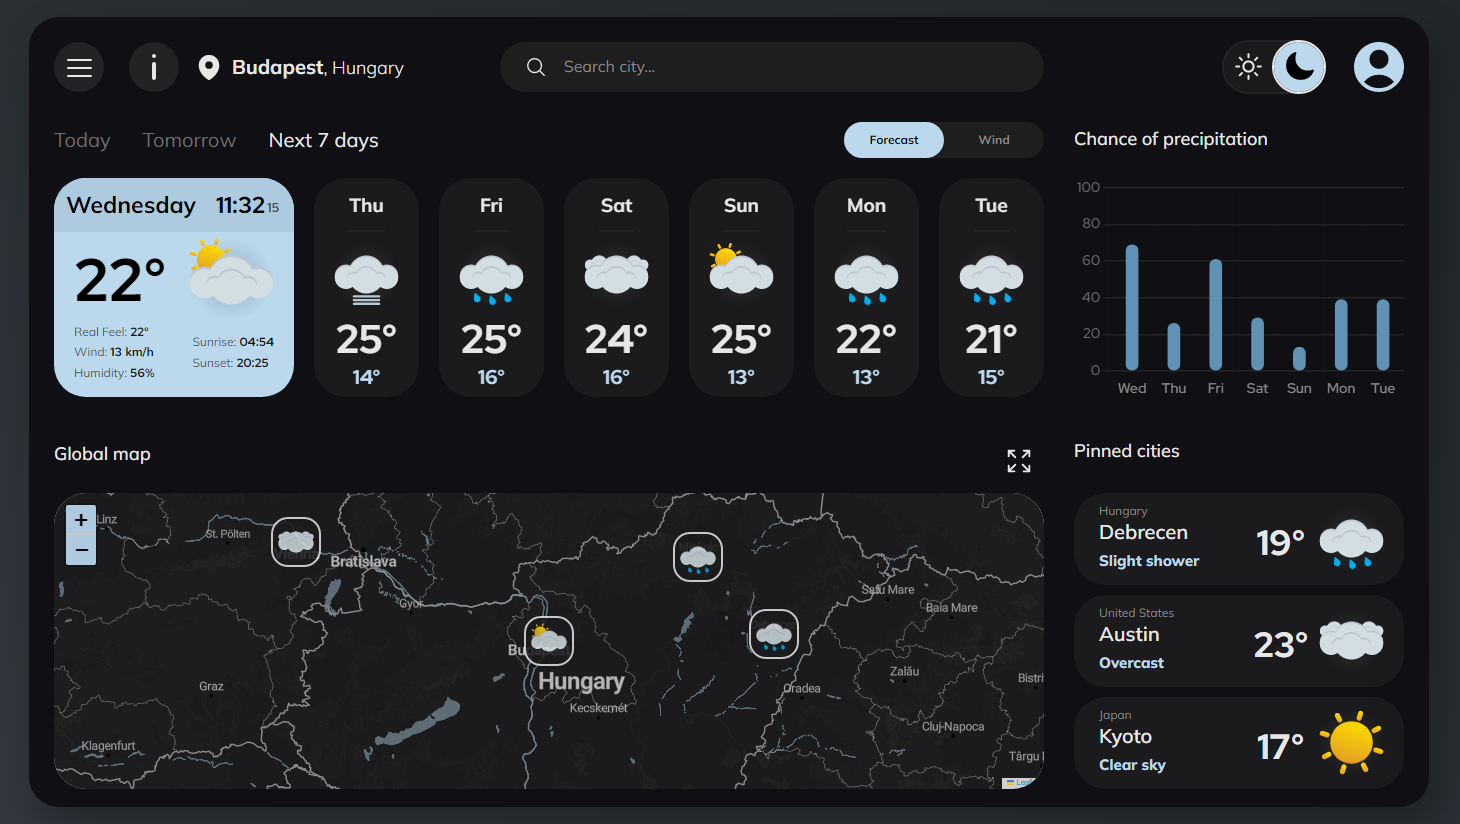 Budapest, Hungary
Search city...
Today
Tomorrow
Next 7 days
Forecast
Wind
Wednesday 11:32 15
22°
Real Feel: 22°
Wind: 13 km/h
Humidity: 56%
Sunrise: 04:54
Sunset: 20:25
Thu
25°
14°
Fri
25°
16°
Sat
24°
16°
Sun
25°
13°
Mon
22°
13°
Tue
21°
15°
Chance of precipitation
100
80
60
40
20
0
Wed Thu Fri Sat Sun Mon Tue
Global map
+
−
Linz
St. Pölten
Vienna
Bratislava
Győr
Satu Mare
Baia Mare
Budapest
Hungary
Kecskemét
Graz
Klagenfurt
Zalău
Oradea
Bistri
Cluj-Napoca
Târgu
Pinned cities
Hungary
Debrecen
Slight shower
19°
United States
Austin
Overcast
23°
Japan
Kyoto
Clear sky
17°